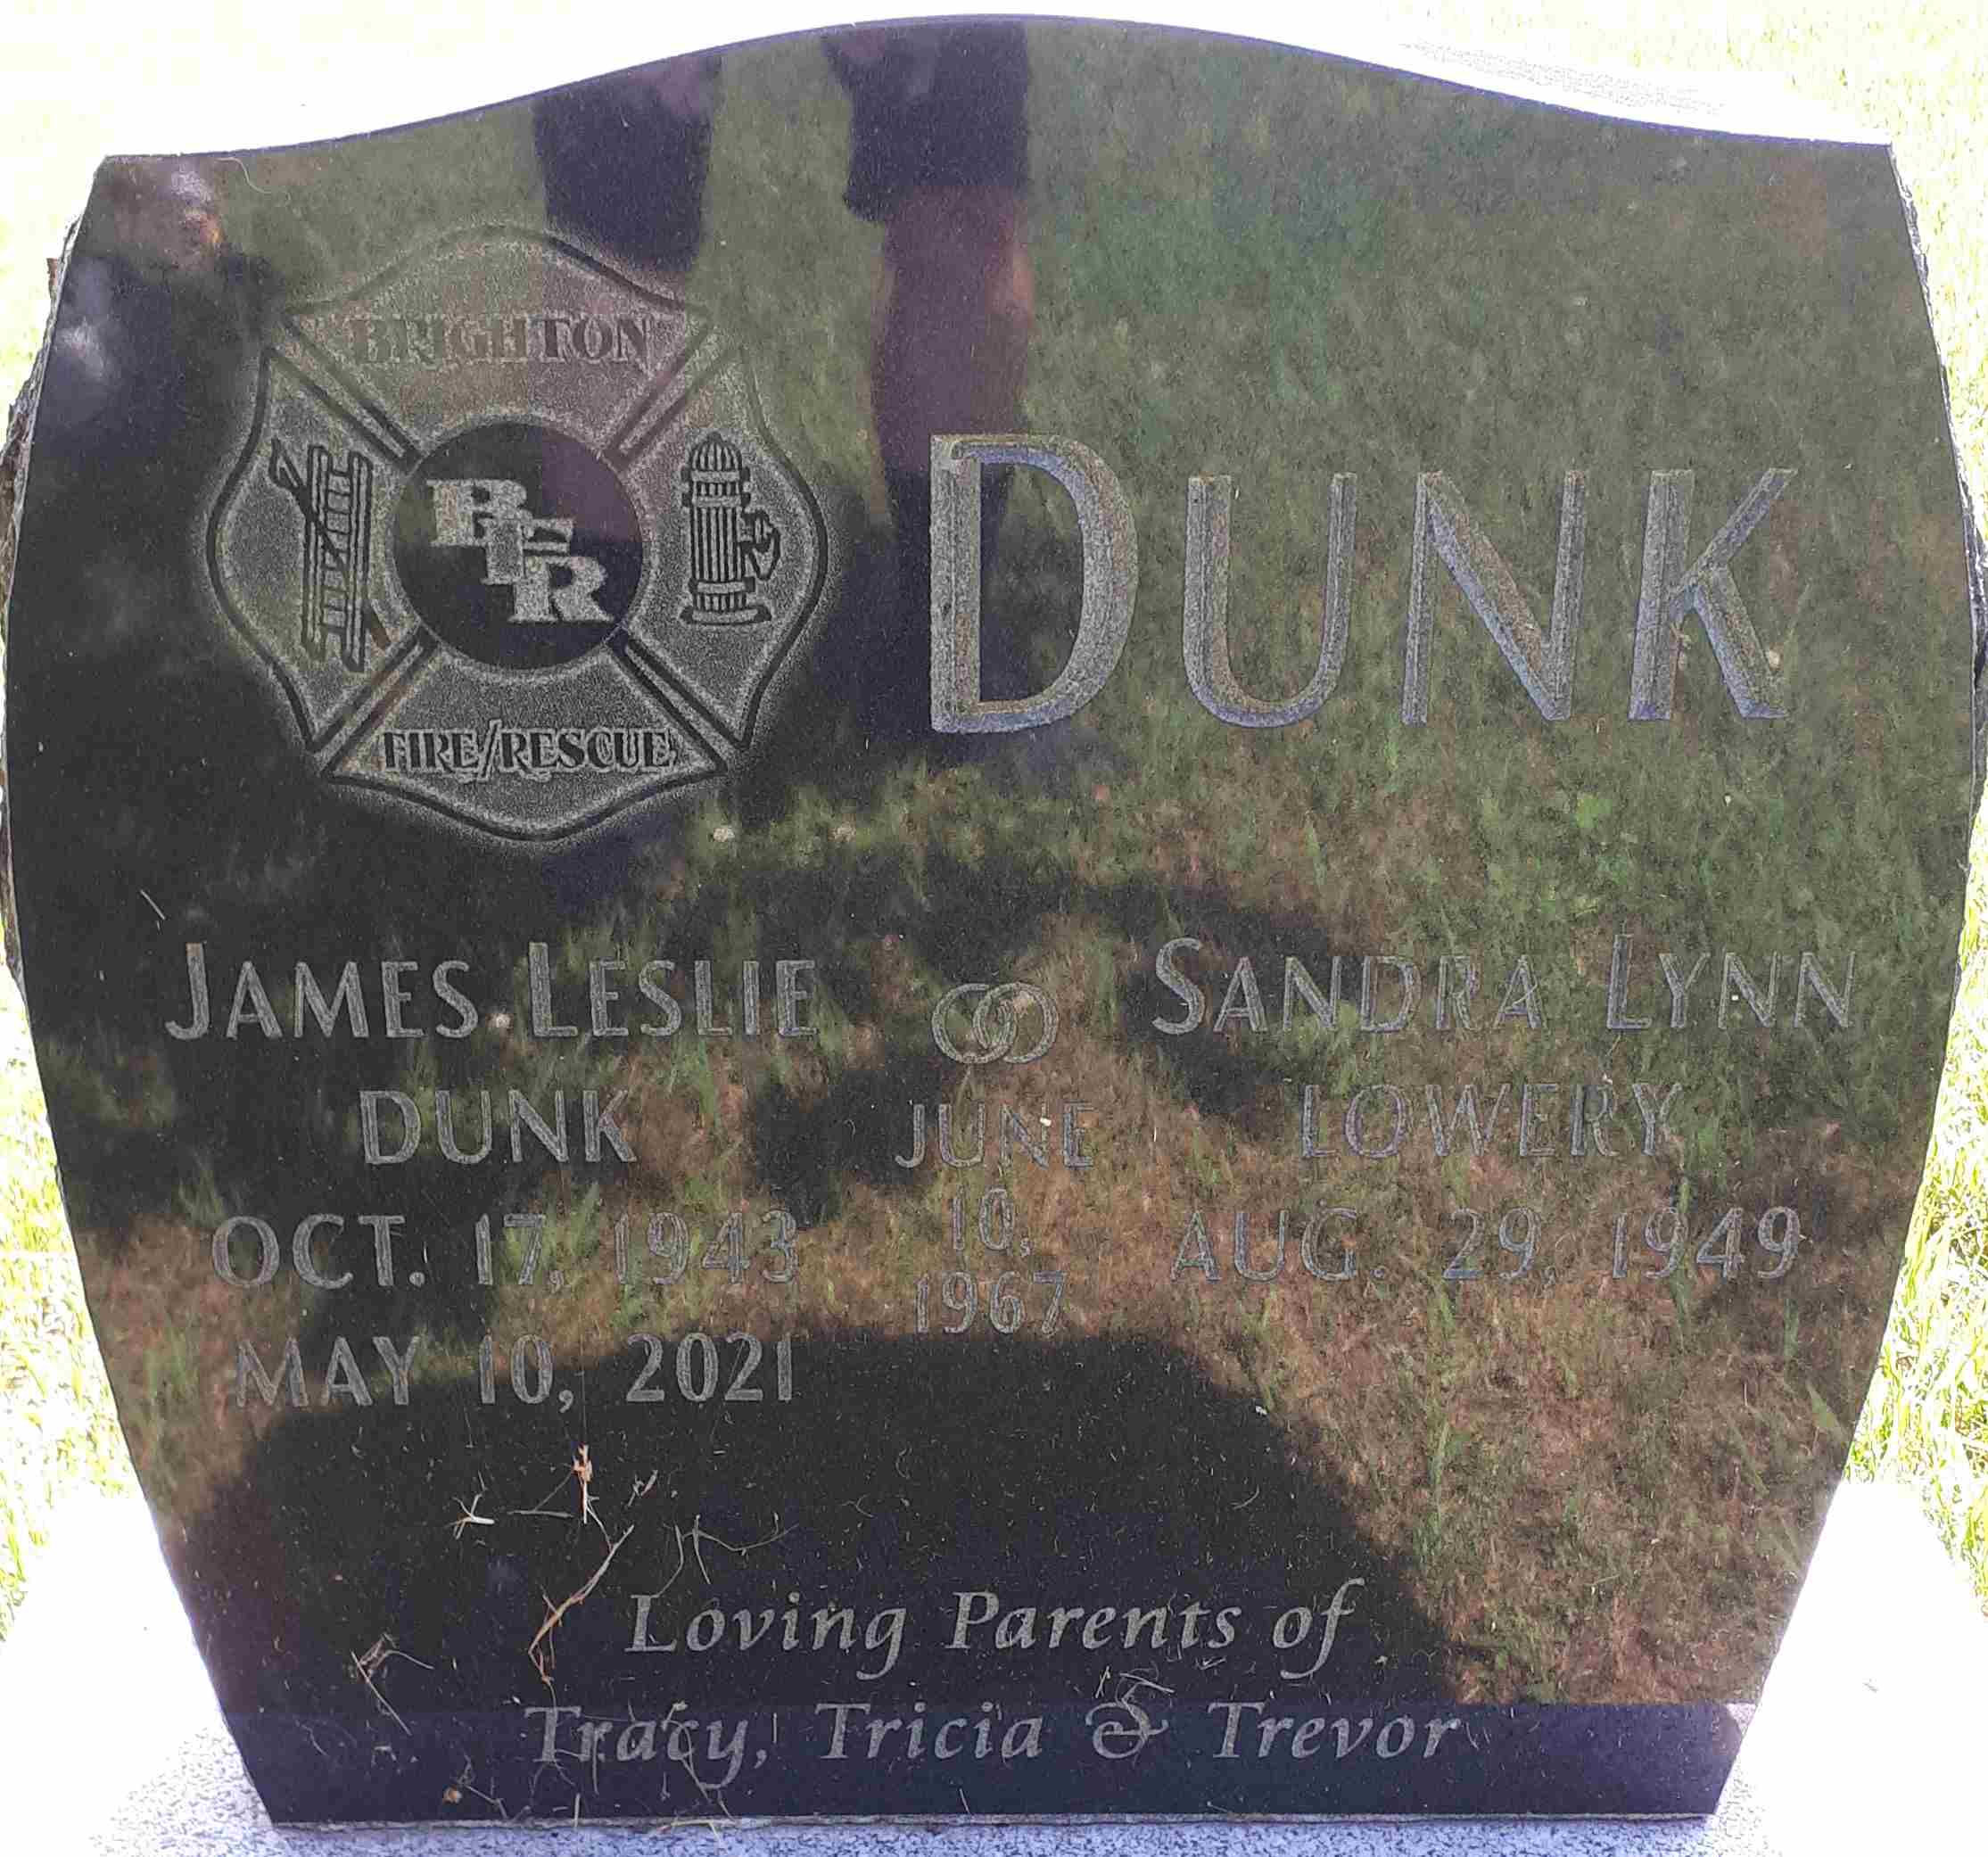 BRIGHTON
BFR
FIRE/RESCUE
DUNK
JAMES LESLIE
DUNK
OCT. 17, 1943
MAY 10, 2021
JUNE
10,
1967
SANDRA LYNN
LOWERY
AUG. 29, 1949
Loving Parents of
Tracy, Tricia & Trevor